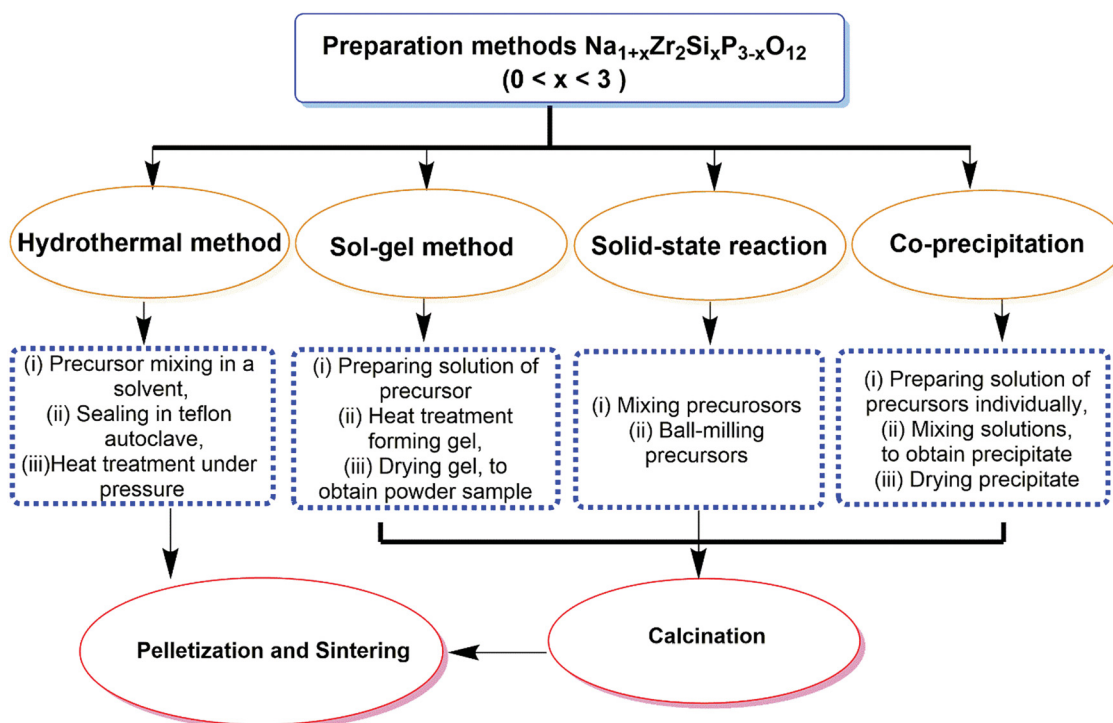 Preparation methods Na₁₊ₓZr₂SiₓP₃₋ₓO₁₂
(0 < x < 3 )
Hydrothermal method
Sol-gel method
Solid-state reaction
Co-precipitation
(i) Precursor mixing in a
solvent,
(ii) Sealing in teflon
autoclave,
(iii)Heat treatment under
pressure
(i) Preparing solution of
precursor
(ii) Heat treatment
forming gel,
(iii) Drying gel, to
obtain powder sample
(i) Mixing precurosors
(ii) Ball-milling
precursors
(i) Preparing solution of
precursors individually,
(ii) Mixing solutions,
to obtain precipitate
(iii) Drying precipitate
Pelletization and Sintering
Calcination